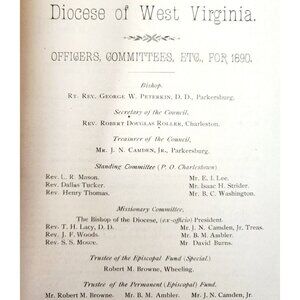 Diocese of West Virginia.
OFFICERS, COMMITTEES, ETC., FOR 1890.
Bishop.
RT. REV. GEORGE W. PETERKIN, D. D., Parkersburg.
Secretary of the Council.
REV. ROBERT DOUGLAS ROLLER, Charleston.
Treasurer of the Council.
MR. J. N. CAMDEN, JR., Parkersburg.
Standing Committee (P. O. Charlestown)
Rev. L. R. Mason. Mr. E. I. Lee.
Rev. Dallas Tucker. Mr. Isaac H. Strider.
Rev. Henry Thomas. Mr. B. C. Washington.
Missionary Committee.
The Bishop of the Diocese, (ex-officio) President.
Rev. T. H. Lacy, D. D. Mr. J. N. Camden, Jr., Treas.
Rev. J. F. Woods. Mr. B. M. Ambler.
Rev. S. S. Moore. Mr David Burns.
Trustee of the Episcopal Fund (Special).
Robert M. Browne, Wheeling.
Trustee of the Permanent (Episcopal) Fund.
Mr. Robert M. Browne. Mr. B. M. Ambler. Mr. J. N. Camden, Jr.